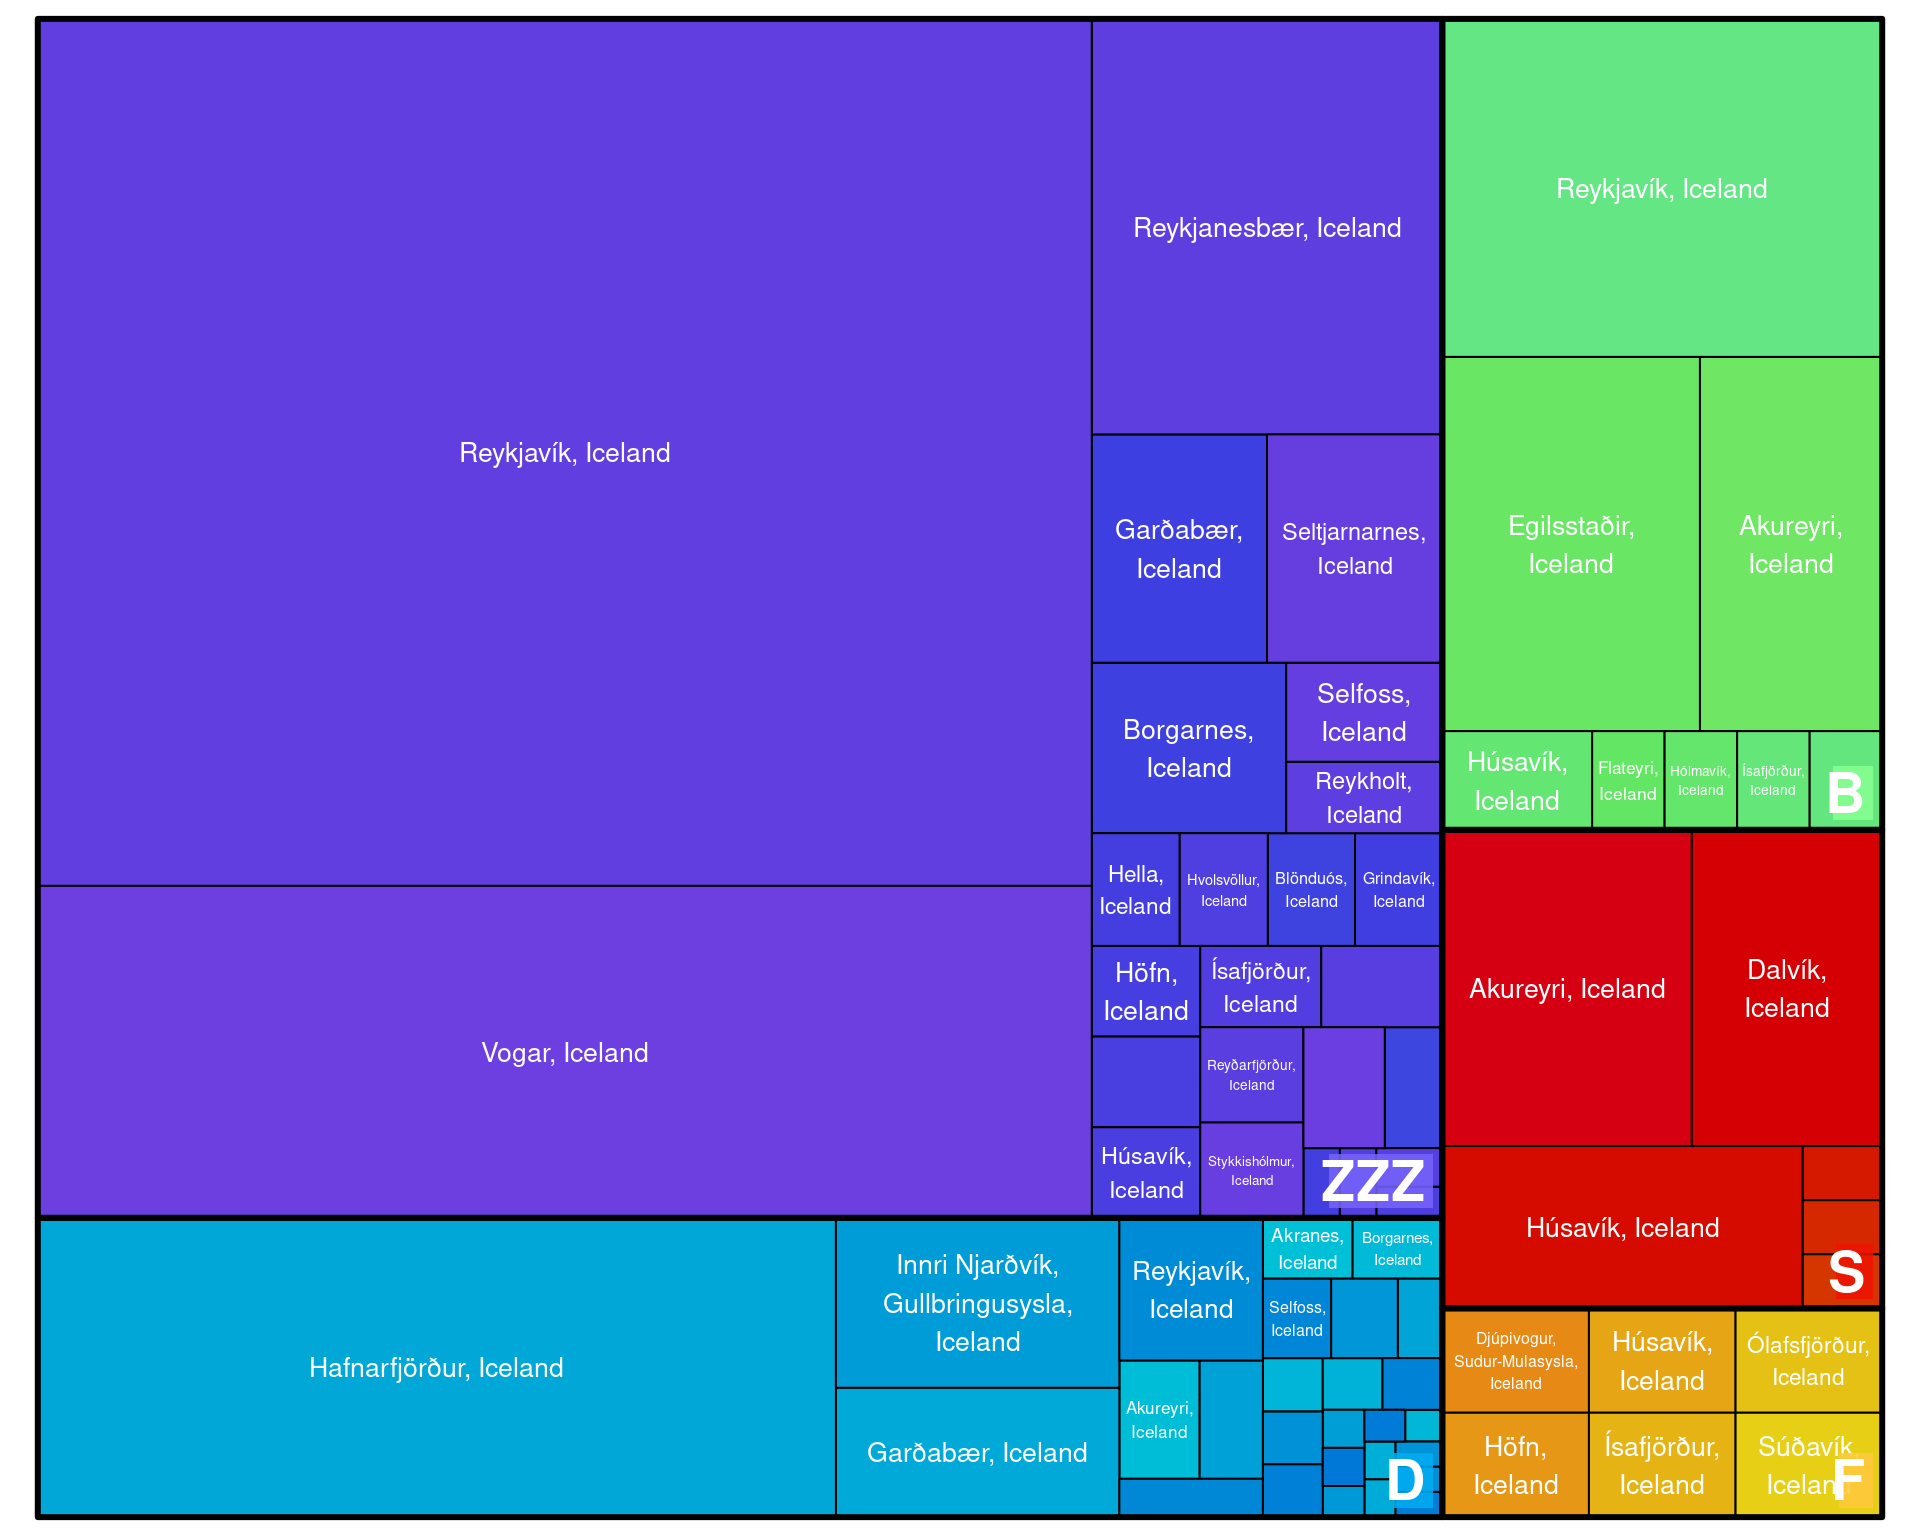 Reykjavík, Iceland
Vogar, Iceland
Reykjanesbær, Iceland
Garðabær,
Iceland
Seltjarnarnes,
Iceland
Borgarnes,
Iceland
Selfoss,
Iceland
Reykholt,
Iceland
Hella,
Iceland
Hvolsvöllur,
Iceland
Blönduós,
Iceland
Grindavík,
Iceland
Höfn,
Iceland
Ísafjörður,
Iceland
Reyðarfjörður,
Iceland
Húsavík,
Iceland
Stykkishólmur,
Iceland
ZZZ
Hafnarfjörður, Iceland
Innri Njarðvík,
Gullbringusysla,
Iceland
Garðabær, Iceland
Reykjavík,
Iceland
Akureyri,
Iceland
Akranes,
Iceland
Borgarnes,
Iceland
Selfoss,
Iceland
D
Reykjavík, Iceland
Egilsstaðir,
Iceland
Akureyri,
Iceland
Húsavík,
Iceland
Flateyri,
Iceland
Hólmavík,
Iceland
Ísafjörður,
Iceland
B
Akureyri, Iceland
Dalvík,
Iceland
Húsavík, Iceland
S
Djúpivogur,
Sudur-Mulasysla,
Iceland
Húsavík,
Iceland
Ólafsfjörður,
Iceland
Höfn,
Iceland
Ísafjörður,
Iceland
Súðavík,
Iceland
F